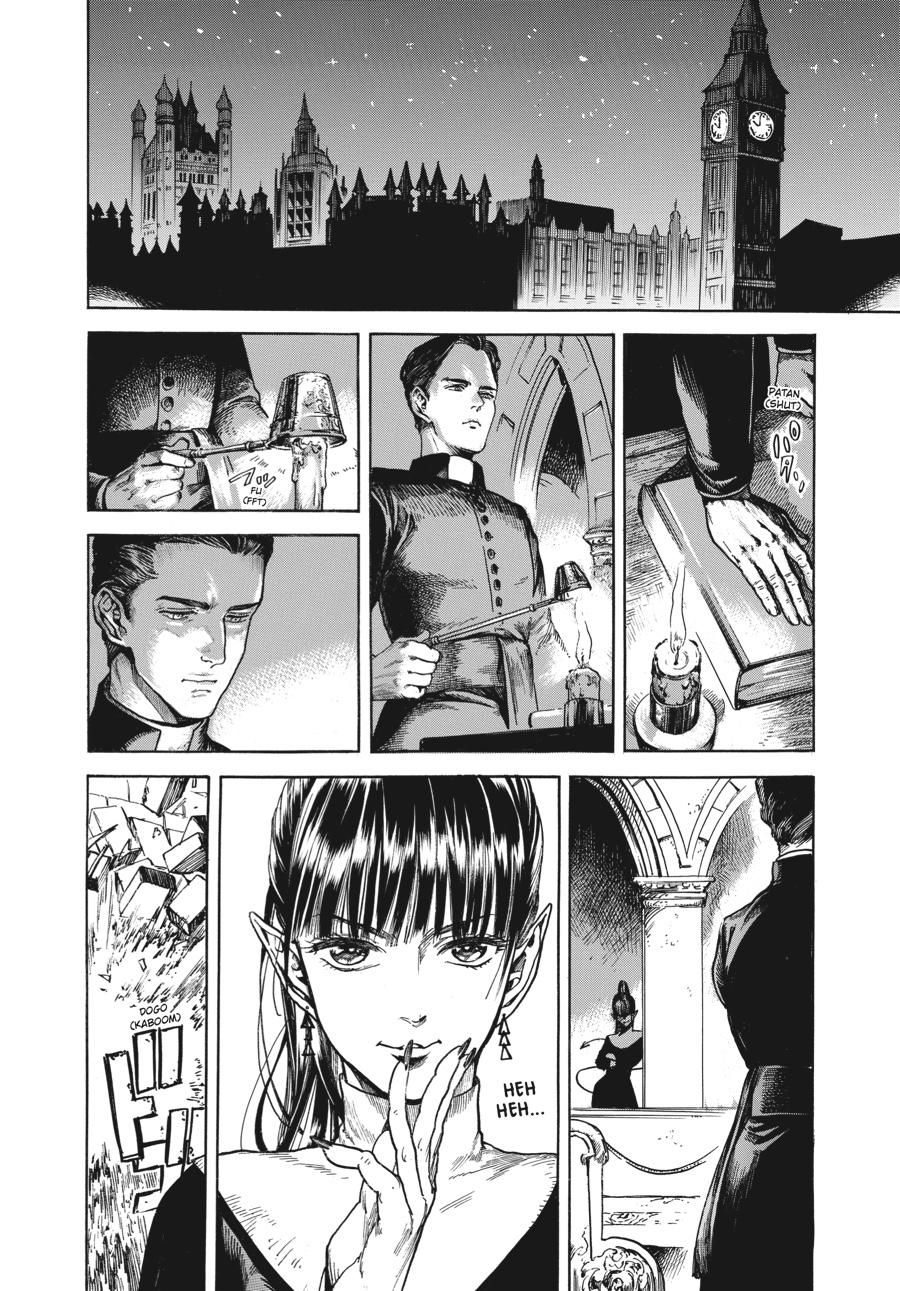 PATAN
(SHUT)
パタ…
フッ
FU
(FFT)
HEH
HEH...
DOGO
(KABOOM)
ドゴ